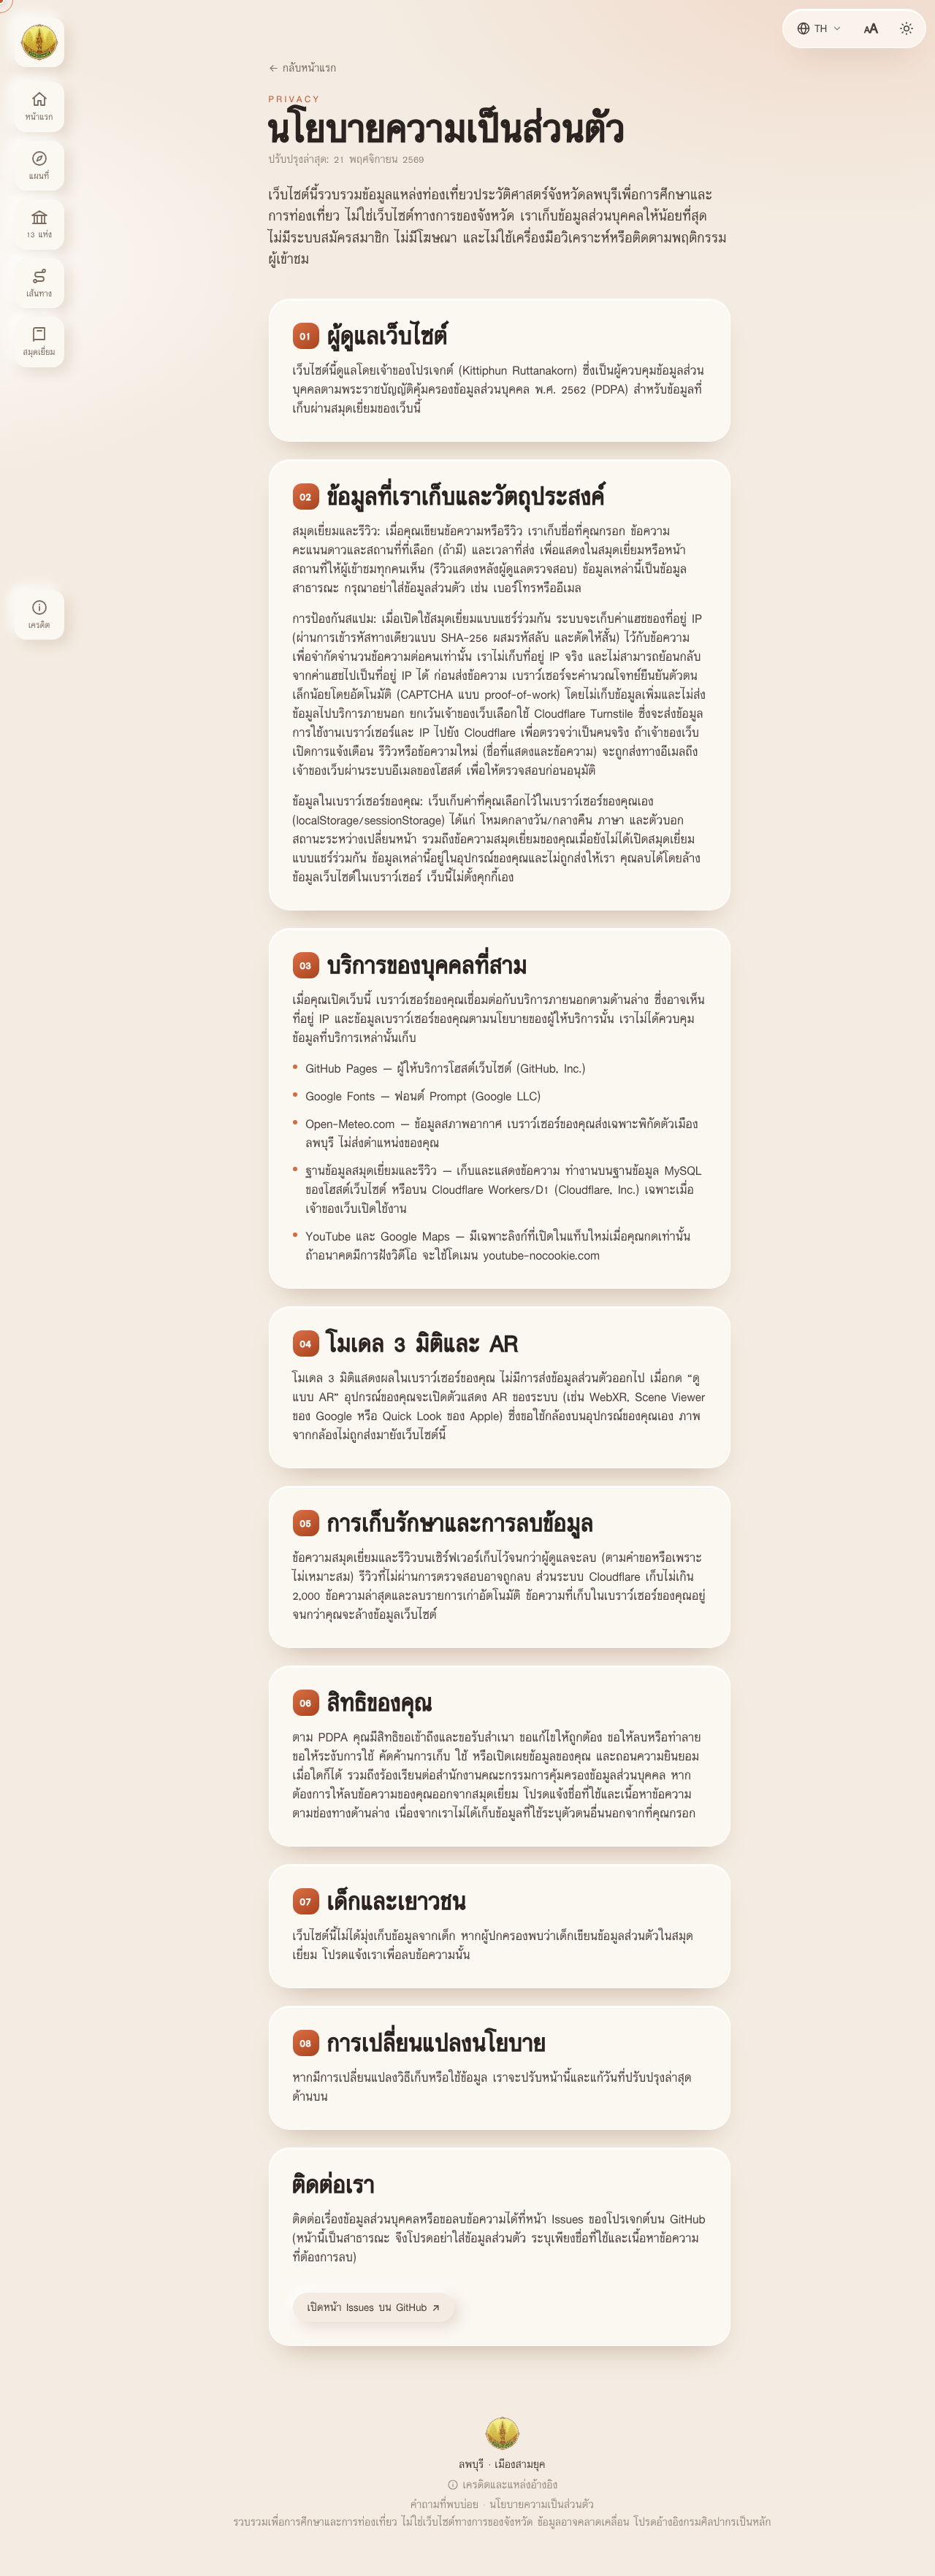 TH
AA
หน้าแรก
แผนที่
13 แห่ง
เส้นทาง
สมุดเยี่ยม
เครดิต
← กลับหน้าแรก
PRIVACY
นโยบายความเป็นส่วนตัว
ปรับปรุงล่าสุด: 21 พฤศจิกายน 2569
เว็บไซต์นี้รวบรวมข้อมูลแหล่งท่องเที่ยวประวัติศาสตร์จังหวัดลพบุรีเพื่อการศึกษาและ
การท่องเที่ยว ไม่ใช่เว็บไซต์ทางการของจังหวัด เราเก็บข้อมูลส่วนบุคคลให้น้อยที่สุด
ไม่มีระบบสมัครสมาชิก ไม่มีโฆษณา และไม่ใช้เครื่องมือวิเคราะห์หรือติดตามพฤติกรรม
ผู้เข้าชม
01 ผู้ดูแลเว็บไซต์
เว็บไซต์นี้ดูแลโดยเจ้าของโปรเจกต์ (Kittiphun Ruttanakorn) ซึ่งเป็นผู้ควบคุมข้อมูลส่วน
บุคคลตามพระราชบัญญัติคุ้มครองข้อมูลส่วนบุคคล พ.ศ. 2562 (PDPA) สำหรับข้อมูลที่
เก็บผ่านสมุดเยี่ยมของเว็บนี้
02 ข้อมูลที่เราเก็บและวัตถุประสงค์
สมุดเยี่ยมและรีวิว: เมื่อคุณเขียนข้อความหรือรีวิว เราเก็บชื่อที่คุณกรอก ข้อความ
คะแนนดาวและสถานที่ที่เลือก (ถ้ามี) และเวลาที่ส่ง เพื่อแสดงในสมุดเยี่ยมหรือหน้า
สถานที่ให้ผู้เข้าชมทุกคนเห็น (รีวิวแสดงหลังผู้ดูแลตรวจสอบ) ข้อมูลเหล่านี้เป็นข้อมูล
สาธารณะ กรุณาอย่าใส่ข้อมูลส่วนตัว เช่น เบอร์โทรหรืออีเมล
การป้องกันสแปม: เมื่อเปิดใช้สมุดเยี่ยมแบบแชร์ร่วมกัน ระบบจะเก็บค่าแฮชของที่อยู่ IP
(ผ่านการเข้ารหัสทางเดียวแบบ SHA-256 ผสมรหัสลับ และตัดให้สั้น) ไว้กับข้อความ
เพื่อจำกัดจำนวนข้อความต่อคนเท่านั้น เราไม่เก็บที่อยู่ IP จริง และไม่สามารถย้อนกลับ
จากค่าแฮชไปเป็นที่อยู่ IP ได้ ก่อนส่งข้อความ เบราว์เซอร์จะคำนวณโจทย์ยืนยันตัวตน
เล็กน้อยโดยอัตโนมัติ (CAPTCHA แบบ proof-of-work) โดยไม่เก็บข้อมูลเพิ่มและไม่ส่ง
ข้อมูลไปบริการภายนอก ยกเว้นเจ้าของเว็บเลือกใช้ Cloudflare Turnstile ซึ่งจะส่งข้อมูล
การใช้งานเบราว์เซอร์และ IP ไปยัง Cloudflare เพื่อตรวจว่าเป็นคนจริง ถ้าเจ้าของเว็บ
เปิดการแจ้งเตือน รีวิวหรือข้อความใหม่ (ชื่อที่แสดงและข้อความ) จะถูกส่งทางอีเมลถึง
เจ้าของเว็บผ่านระบบอีเมลของโฮสต์ เพื่อให้ตรวจสอบก่อนอนุมัติ
ข้อมูลในเบราว์เซอร์ของคุณ: เว็บเก็บค่าที่คุณเลือกไว้ในเบราว์เซอร์ของคุณเอง
(localStorage/sessionStorage) ได้แก่ โหมดกลางวัน/กลางคืน ภาษา และตัวบอก
สถานะระหว่างเปลี่ยนหน้า รวมถึงข้อความสมุดเยี่ยมของคุณเมื่อยังไม่ได้เปิดสมุดเยี่ยม
แบบแชร์ร่วมกัน ข้อมูลเหล่านี้อยู่ในอุปกรณ์ของคุณและไม่ถูกส่งให้เรา คุณลบได้โดยล้าง
ข้อมูลเว็บไซต์ในเบราว์เซอร์ เว็บนี้ไม่ตั้งคุกกี้เอง
03 บริการของบุคคลที่สาม
เมื่อคุณเปิดเว็บนี้ เบราว์เซอร์ของคุณเชื่อมต่อกับบริการภายนอกตามด้านล่าง ซึ่งอาจเห็น
ที่อยู่ IP และข้อมูลเบราว์เซอร์ของคุณตามนโยบายของผู้ให้บริการนั้น เราไม่ได้ควบคุม
ข้อมูลที่บริการเหล่านั้นเก็บ
• GitHub Pages — ผู้ให้บริการโฮสต์เว็บไซต์ (GitHub, Inc.)
• Google Fonts — ฟอนต์ Prompt (Google LLC)
• Open-Meteo.com — ข้อมูลสภาพอากาศ เบราว์เซอร์ของคุณส่งเฉพาะพิกัดตัวเมือง
ลพบุรี ไม่ส่งตำแหน่งของคุณ
• ฐานข้อมูลสมุดเยี่ยมและรีวิว — เก็บและแสดงข้อความ ทำงานบนฐานข้อมูล MySQL
ของโฮสต์เว็บไซต์ หรือบน Cloudflare Workers/D1 (Cloudflare, Inc.) เฉพาะเมื่อ
เจ้าของเว็บเปิดใช้งาน
• YouTube และ Google Maps — มีเฉพาะลิงก์ที่เปิดในแท็บใหม่เมื่อคุณกดเท่านั้น
ถ้าอนาคตมีการฝังวิดีโอ จะใช้โดเมน youtube-nocookie.com
04 โมเดล 3 มิติและ AR
โมเดล 3 มิติแสดงผลในเบราว์เซอร์ของคุณ ไม่มีการส่งข้อมูลส่วนตัวออกไป เมื่อกด "ดู
แบบ AR" อุปกรณ์ของคุณจะเปิดตัวแสดง AR ของระบบ (เช่น WebXR, Scene Viewer
ของ Google หรือ Quick Look ของ Apple) ซึ่งขอใช้กล้องบนอุปกรณ์ของคุณเอง ภาพ
จากกล้องไม่ถูกส่งมายังเว็บไซต์นี้
05 การเก็บรักษาและการลบข้อมูล
ข้อความสมุดเยี่ยมและรีวิวบนเซิร์ฟเวอร์เก็บไว้จนกว่าผู้ดูแลจะลบ (ตามคำขอหรือเพราะ
ไม่เหมาะสม) รีวิวที่ไม่ผ่านการตรวจสอบอาจถูกลบ ส่วนระบบ Cloudflare เก็บไม่เกิน
2,000 ข้อความล่าสุดและลบรายการเก่าอัตโนมัติ ข้อความที่เก็บในเบราว์เซอร์ของคุณอยู่
จนกว่าคุณจะล้างข้อมูลเว็บไซต์
06 สิทธิของคุณ
ตาม PDPA คุณมีสิทธิขอเข้าถึงและขอรับสำเนา ขอแก้ไขให้ถูกต้อง ขอให้ลบหรือทำลาย
ขอให้ระงับการใช้ คัดค้านการเก็บ ใช้ หรือเปิดเผยข้อมูลของคุณ และถอนความยินยอม
เมื่อใดก็ได้ รวมถึงร้องเรียนต่อสำนักงานคณะกรรมการคุ้มครองข้อมูลส่วนบุคคล หาก
ต้องการให้ลบข้อความของคุณออกจากสมุดเยี่ยม โปรดแจ้งชื่อที่ใช้และเนื้อหาข้อความ
ตามช่องทางด้านล่าง เนื่องจากเราไม่ได้เก็บข้อมูลที่ใช้ระบุตัวตนอื่นนอกจากที่คุณกรอก
07 เด็กและเยาวชน
เว็บไซต์นี้ไม่ได้มุ่งเก็บข้อมูลจากเด็ก หากผู้ปกครองพบว่าเด็กเขียนข้อมูลส่วนตัวในสมุด
เยี่ยม โปรดแจ้งเราเพื่อลบข้อความนั้น
08 การเปลี่ยนแปลงนโยบาย
หากมีการเปลี่ยนแปลงวิธีเก็บหรือใช้ข้อมูล เราจะปรับหน้านี้และแก้วันที่ปรับปรุงล่าสุด
ด้านบน
ติดต่อเรา
ติดต่อเรื่องข้อมูลส่วนบุคคลหรือขอลบข้อความได้ที่หน้า Issues ของโปรเจกต์บน GitHub
(หน้านี้เป็นสาธารณะ จึงโปรดอย่าใส่ข้อมูลส่วนตัว ระบุเพียงชื่อที่ใช้และเนื้อหาข้อความ
ที่ต้องการลบ)
เปิดหน้า Issues บน GitHub ↗
ลพบุรี · เมืองสามยุค
เครดิตและแหล่งอ้างอิง
คำถามที่พบบ่อย · นโยบายความเป็นส่วนตัว
รวบรวมเพื่อการศึกษาและการท่องเที่ยว ไม่ใช่เว็บไซต์ทางการของจังหวัด ข้อมูลอาจคลาดเคลื่อน โปรดอ้างอิงกรมศิลปากรเป็นหลัก